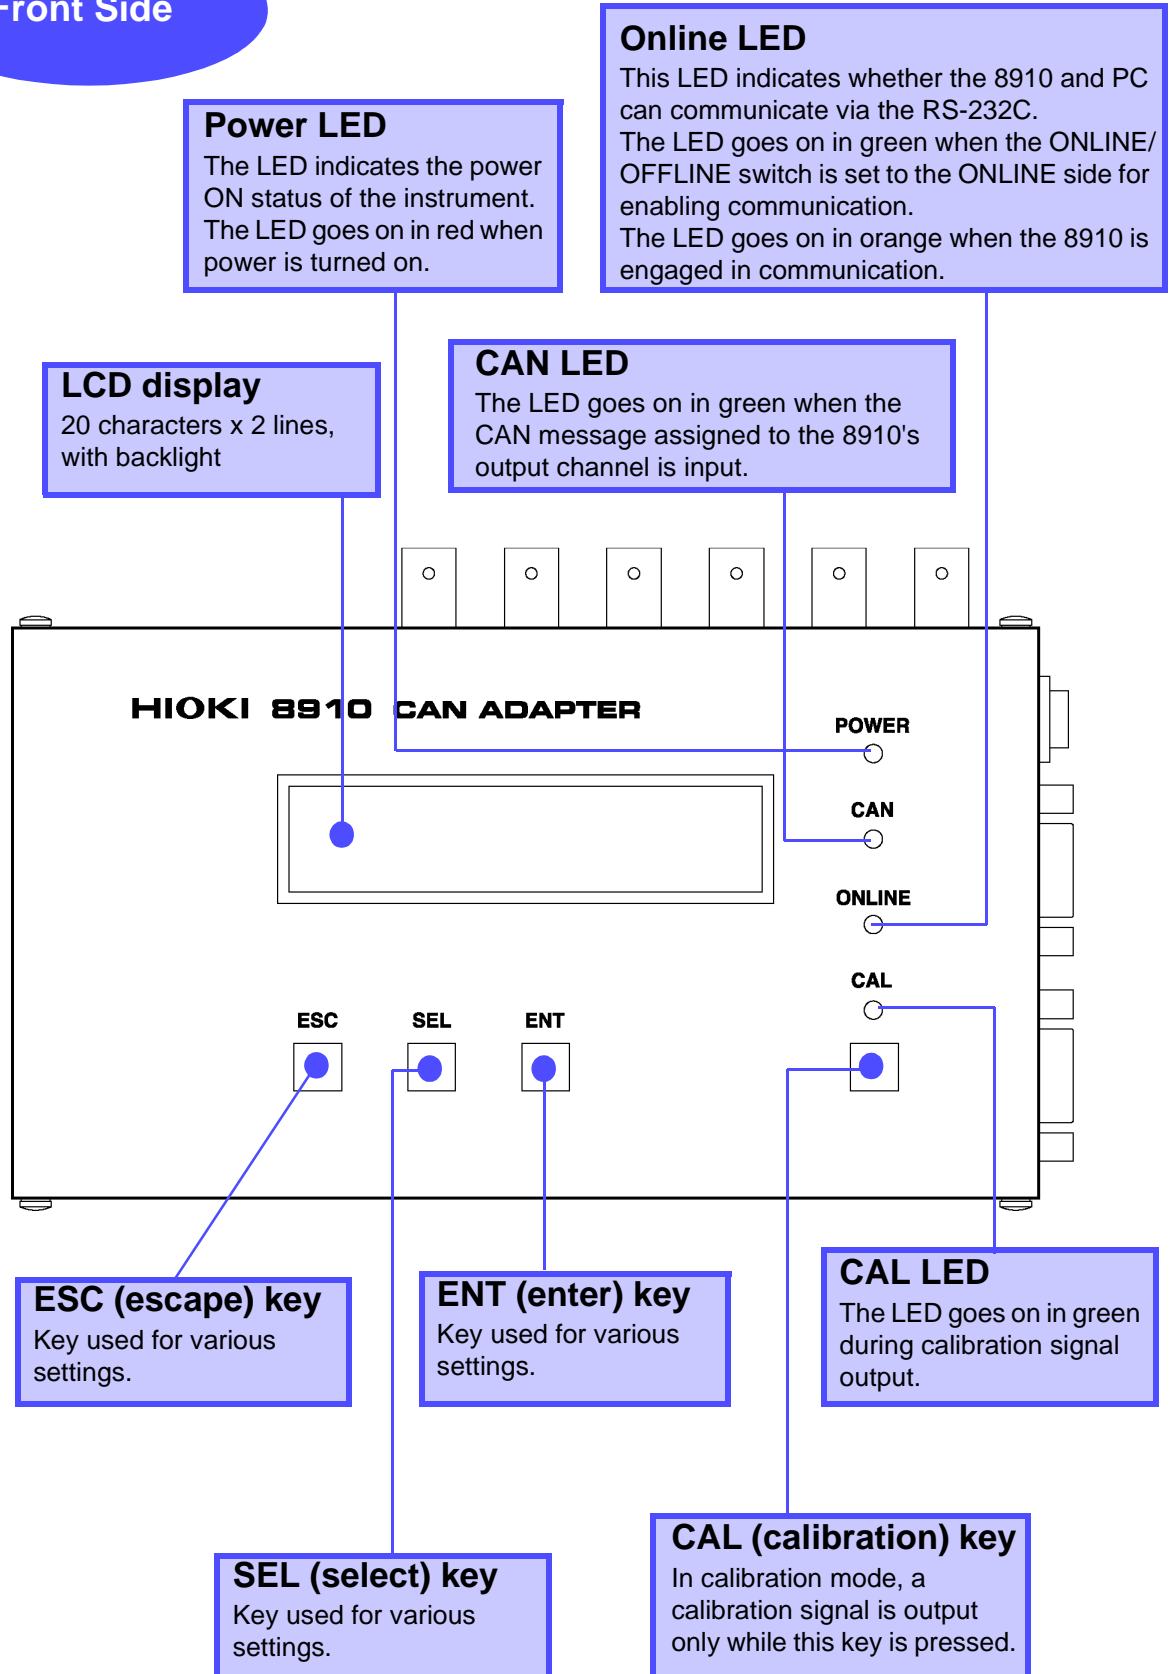 Front Side
Online LED
This LED indicates whether the 8910 and PC
can communicate via the RS-232C.
The LED goes on in green when the ONLINE/
OFFLINE switch is set to the ONLINE side for
enabling communication.
The LED goes on in orange when the 8910 is
engaged in communication.
Power LED
The LED indicates the power
ON status of the instrument.
The LED goes on in red when
power is turned on.
CAN LED
The LED goes on in green when the
CAN message assigned to the 8910's
output channel is input.
LCD display
20 characters x 2 lines,
with backlight
HIOKI 8910 CAN ADAPTER
POWER
CAN
ONLINE
CAL
ESC SEL ENT
ESC (escape) key
Key used for various
settings.
ENT (enter) key
Key used for various
settings.
CAL LED
The LED goes on in green
during calibration signal
output.
SEL (select) key
Key used for various
settings.
CAL (calibration) key
In calibration mode, a
calibration signal is output
only while this key is pressed.